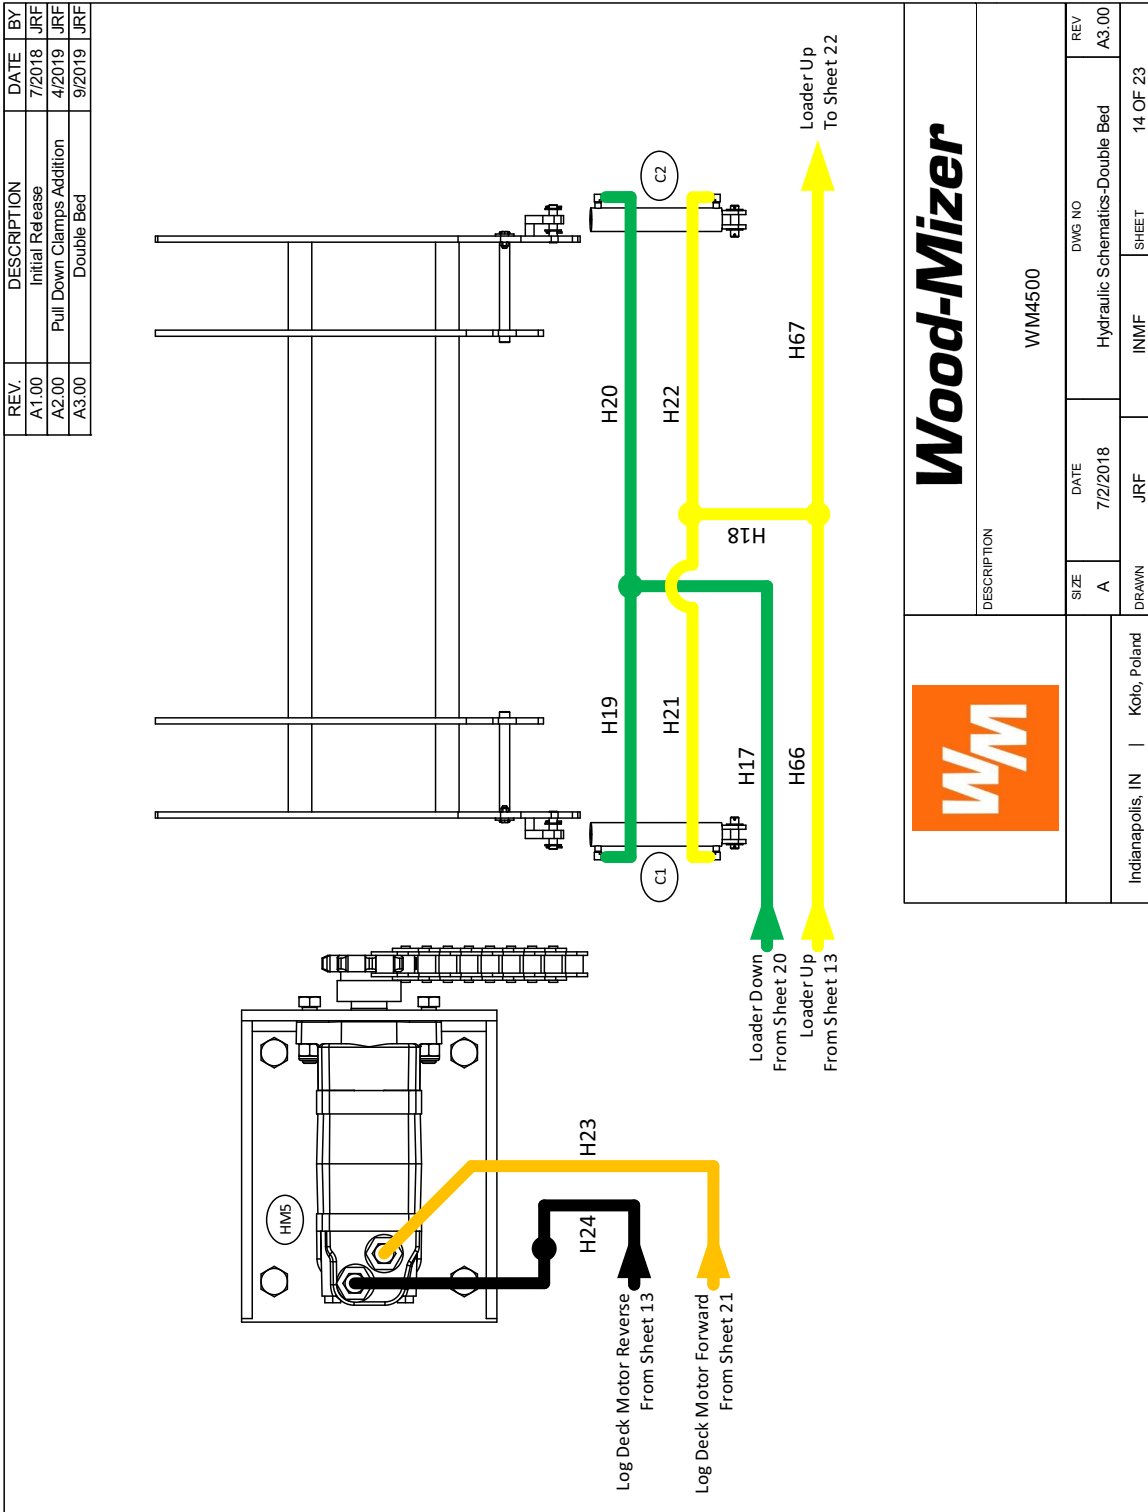 REV. DESCRIPTION DATE BY
A1.00 Initial Release 7/2018 JRF
A2.00 Pull Down Clamps Addition 4/2019 JRF
A3.00 Double Bed 9/2019 JRF
HM5
H24
H23
Log Deck Motor Reverse
From Sheet 13
Log Deck Motor Forward
From Sheet 21
C1
C2
H19
H20
H21
H22
H18
H17
H66
H67
Loader Down
From Sheet 20
Loader Up
From Sheet 13
Loader Up
To Sheet 22
WM
Wood-Mizer
DESCRIPTION
WM4500
SIZE DATE DWG NO REV
A 7/2/2018 Hydraulic Schematics-Double Bed A3.00
Indianapolis, IN | Koło, Poland
DRAWN JRF INMF SHEET 14 OF 23